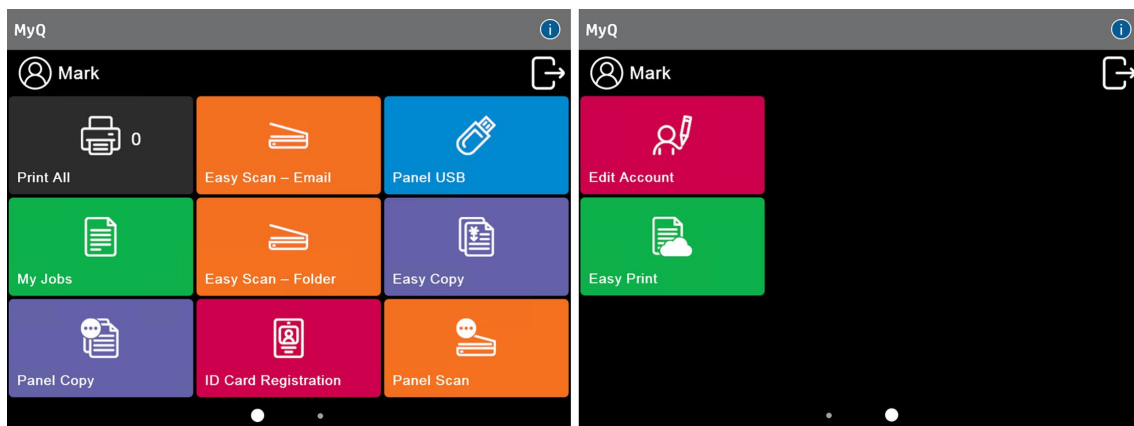 MyQ
Mark
0
Print All
Easy Scan – Email
Panel USB
My Jobs
Easy Scan – Folder
Easy Copy
Panel Copy
ID Card Registration
Panel Scan
MyQ
Mark
Edit Account
Easy Print